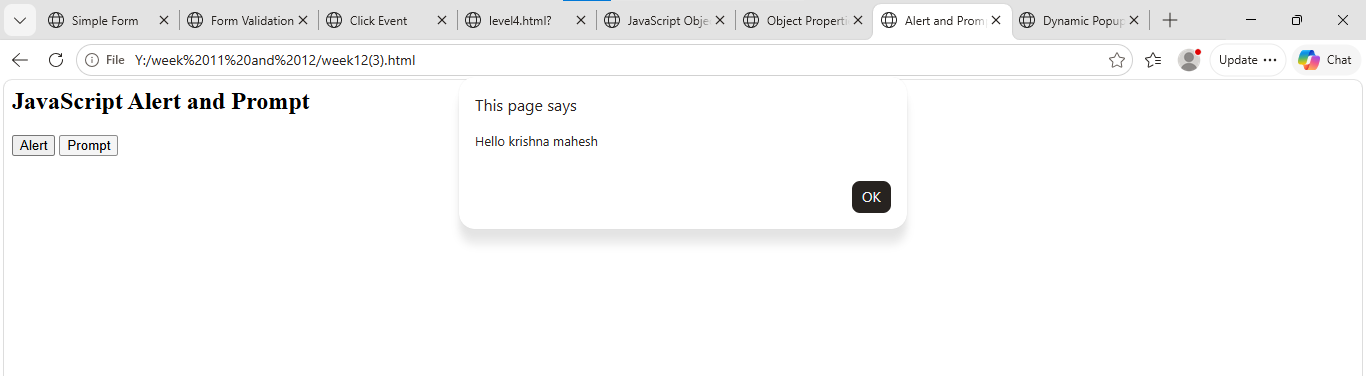 Simple Form
Form Validation
Click Event
level4.html?
JavaScript Obje
Object Properti
Alert and Prom
Dynamic Popup
File Y:/week%2011%20and%2012/week12(3).html
Update
Chat
JavaScript Alert and Prompt
Alert Prompt
This page says
Hello krishna mahesh
OK